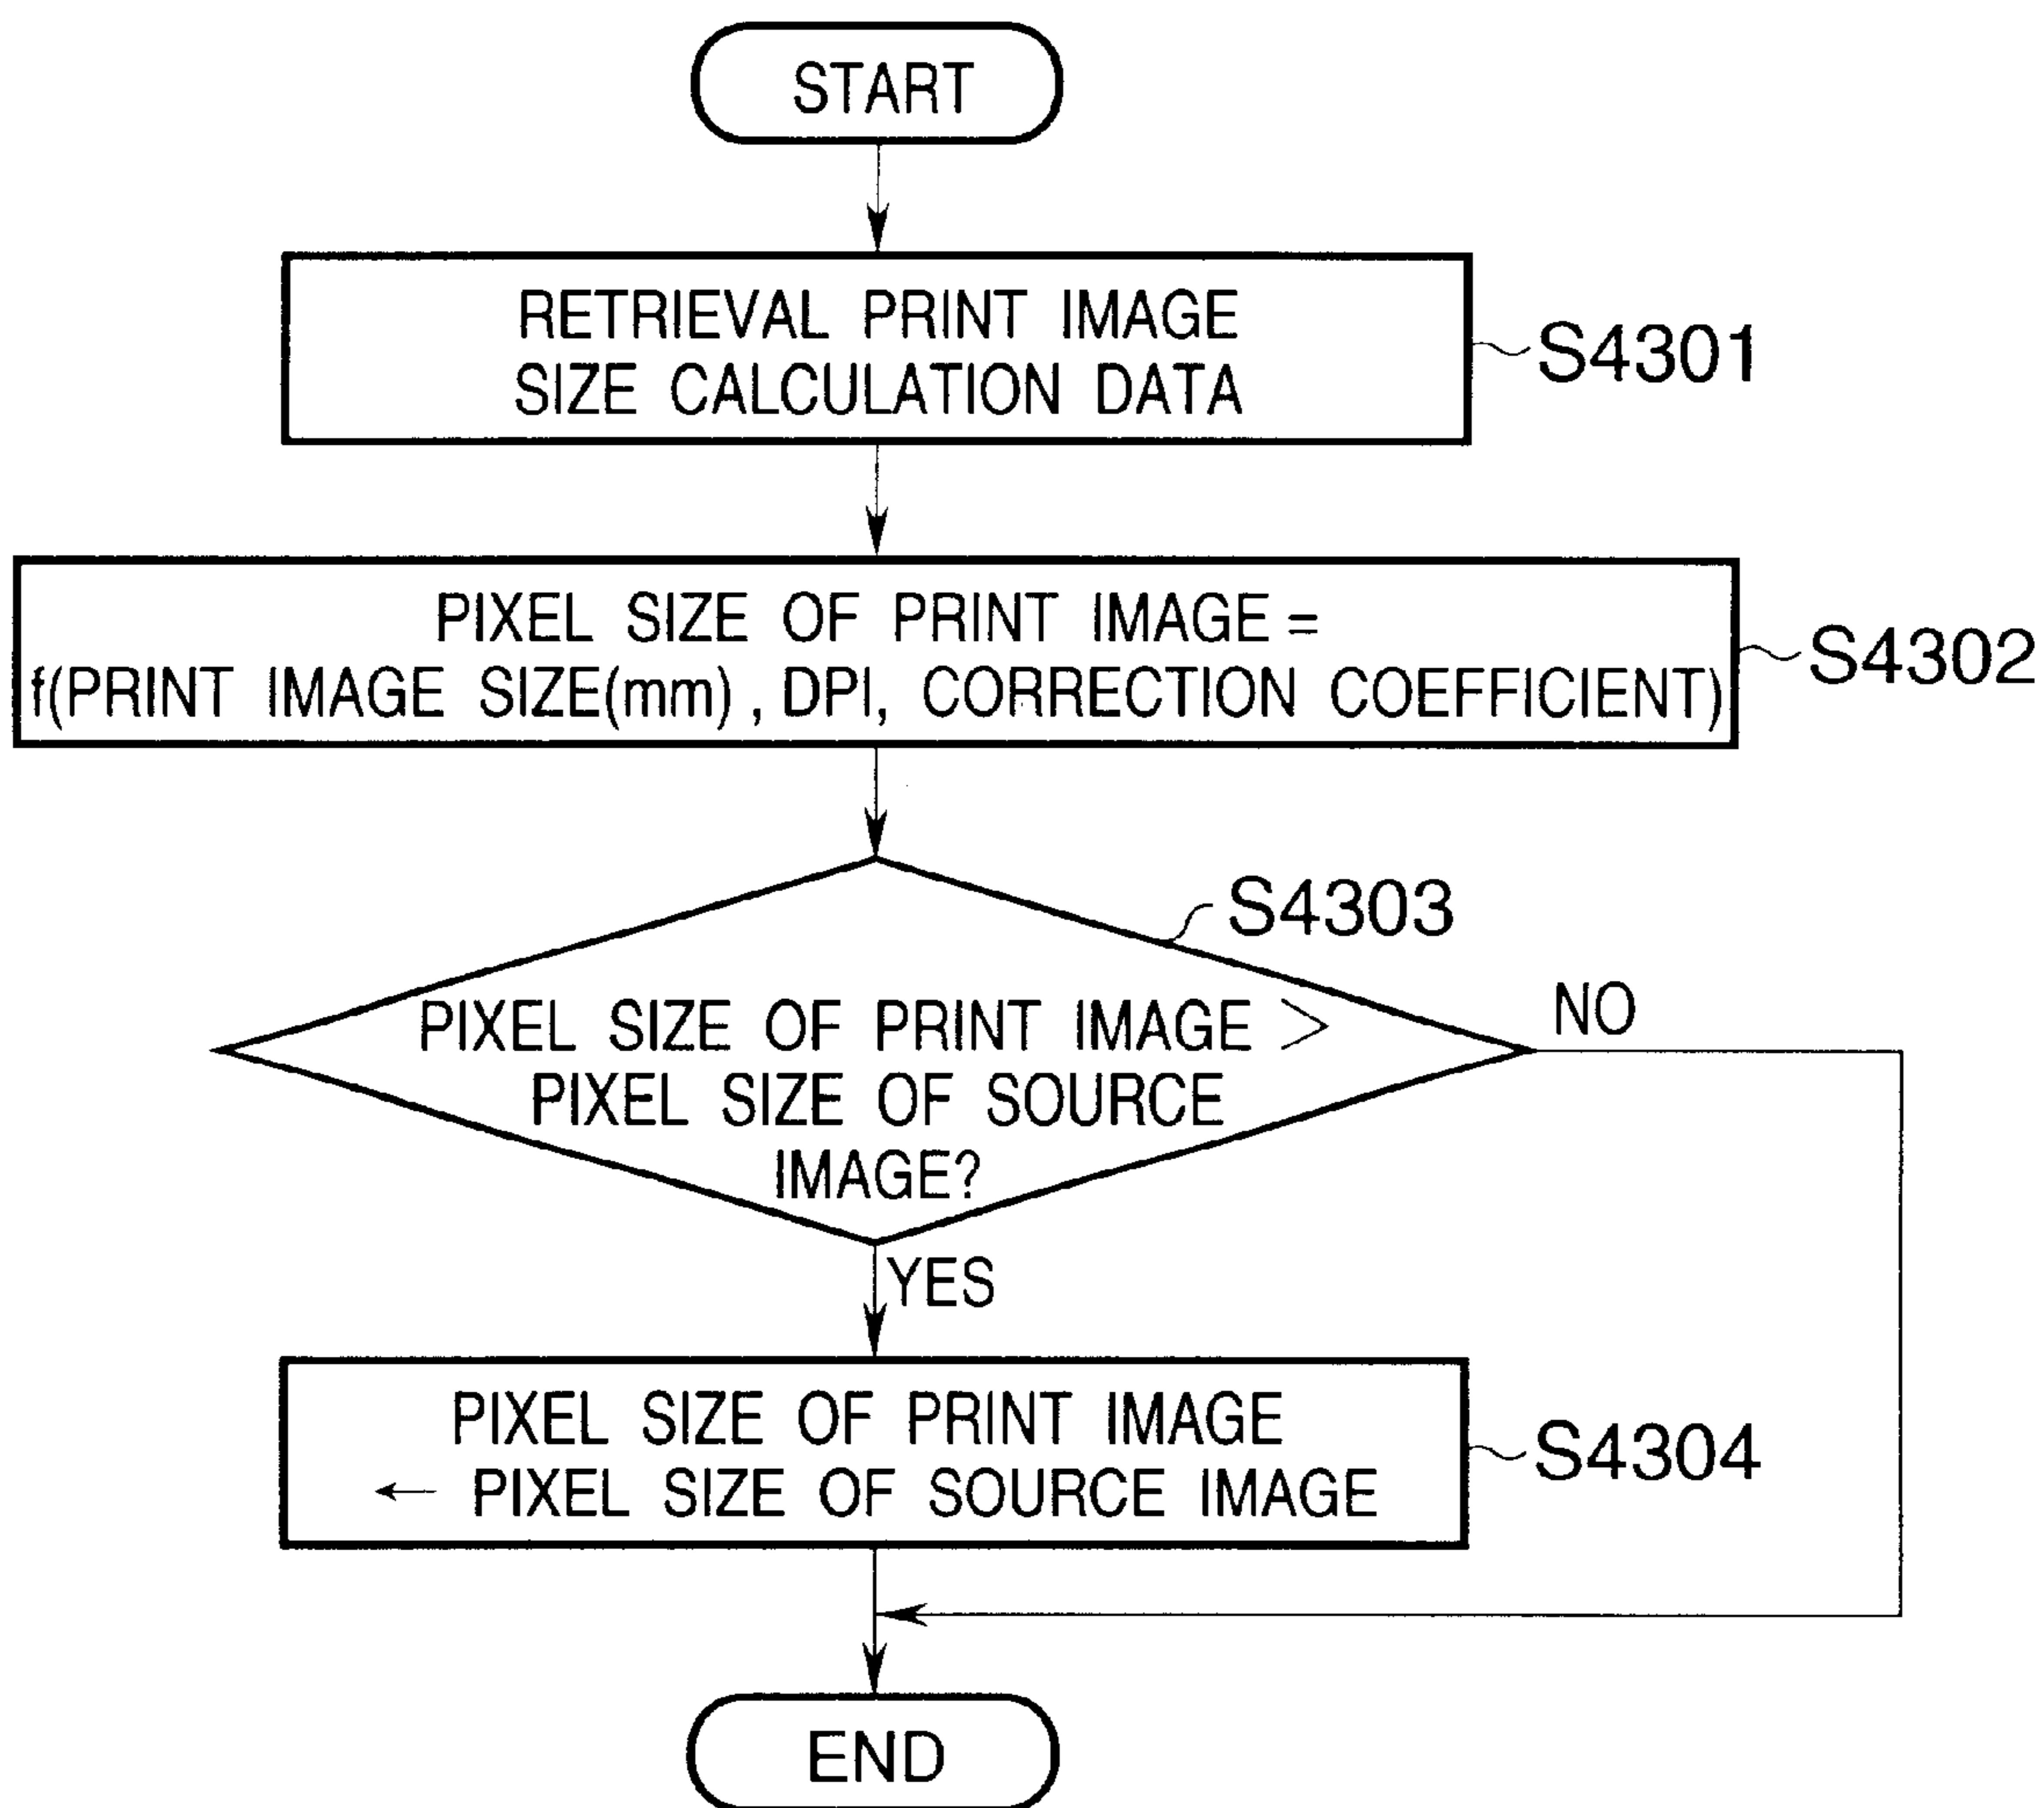 START
RETRIEVAL PRINT IMAGE
SIZE CALCULATION DATA
S4301
PIXEL SIZE OF PRINT IMAGE =
f(PRINT IMAGE SIZE(mm) , DPI, CORRECTION COEFFICIENT)
S4302
S4303
PIXEL SIZE OF PRINT IMAGE >
PIXEL SIZE OF SOURCE
IMAGE?
NO
YES
PIXEL SIZE OF PRINT IMAGE
← PIXEL SIZE OF SOURCE IMAGE
S4304
END